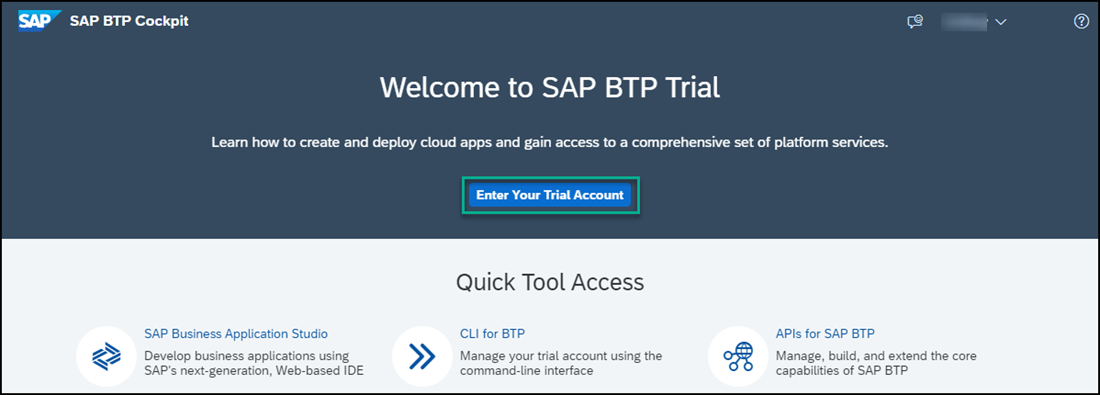 SAP SAP BTP Cockpit
Welcome to SAP BTP Trial
Learn how to create and deploy cloud apps and gain access to a comprehensive set of platform services.
Enter Your Trial Account
Quick Tool Access
SAP Business Application Studio
Develop business applications using
SAP's next-generation, Web-based IDE
CLI for BTP
Manage your trial account using the
command-line interface
APIs for SAP BTP
Manage, build, and extend the core
capabilities of SAP BTP